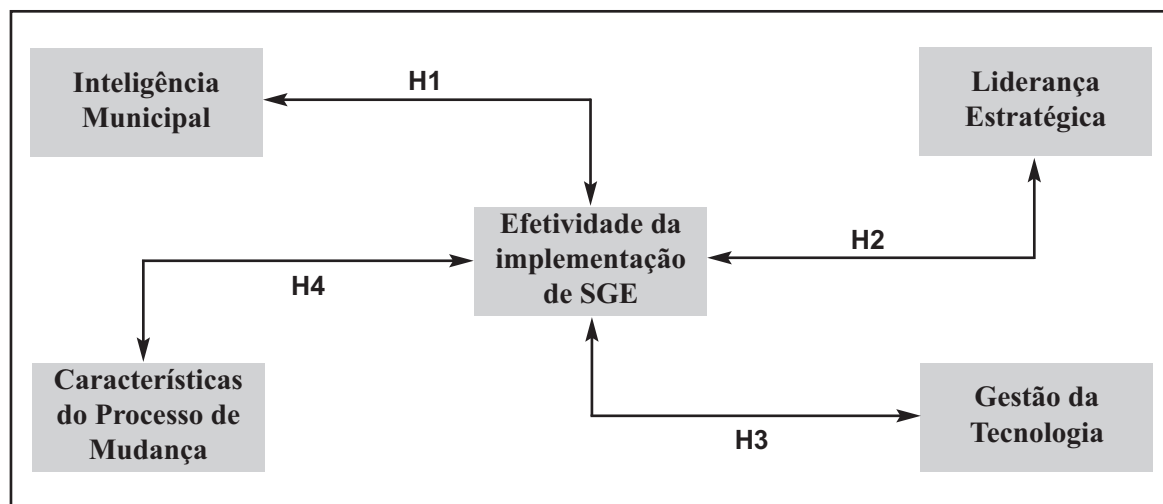 Inteligência
Municipal
H1
Liderança
Estratégica
Efetividade da
implementação
de SGE
H2
H4
Características
do Processo de
Mudança
H3
Gestão da
Tecnologia